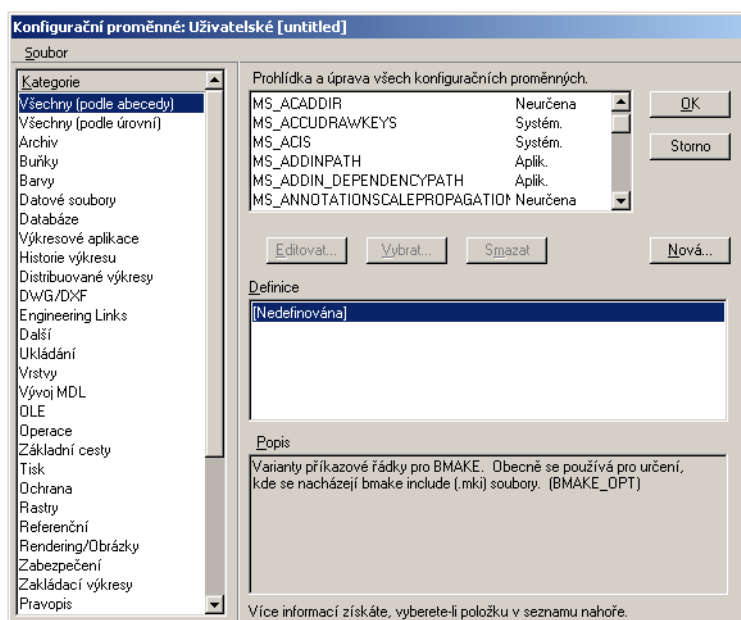 Konfigurační proměnné: Uživatelské [untitled]
Soubor
Kategorie
Všechny (podle abecedy)
Všechny (podle úrovní)
Archiv
Buňky
Barvy
Datové soubory
Databáze
Výkresové aplikace
Historie výkresu
Distribuované výkresy
DWG/DXF
Engineering Links
Další
Ukládání
Vrstvy
Vývoj MDL
OLE
Operace
Základní cesty
Tisk
Ochrana
Rastry
Referenční
Rendering/Obrázky
Zabezpečení
Zakládací výkresy
Pravopis
Prohlídka a úprava všech konfiguračních proměnných.
MS_ACADDIR Neurčena
MS_ACCUDRAWKEYS Systém.
MS_ACIS Systém.
MS_ADDINPATH Aplik.
MS_ADDIN_DEPENDENCYPATH Aplik.
MS_ANNOTATIONSCALEPROPAGATION Neurčena
OK
Storno
Editovat... Vybrat... Smazat Nová...
Definice
[Nedefinována]
Popis
Varianty příkazové řádky pro BMAKE. Obecně se používá pro určení,
kde se nacházejí bmake include (.mki) soubory. (BMAKE_OPT)
Více informací získáte, vyberete-li položku v seznamu nahoře.